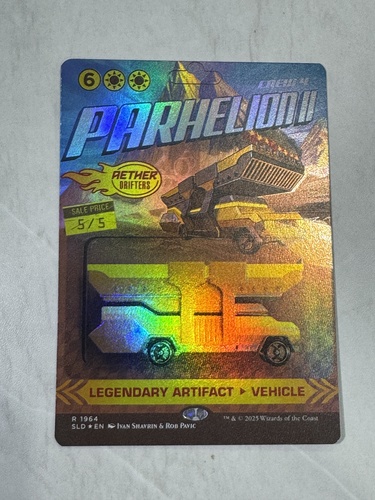 6
CREW 4
PARHELION II
AETHER
DRIFTERS
SALE PRICE
5/5
LEGENDARY ARTIFACT ▸ VEHICLE
R 1964
SLD ★ EN Ivan Shavrin & Rob Pavic
™ & © 2025 Wizards of the Coast